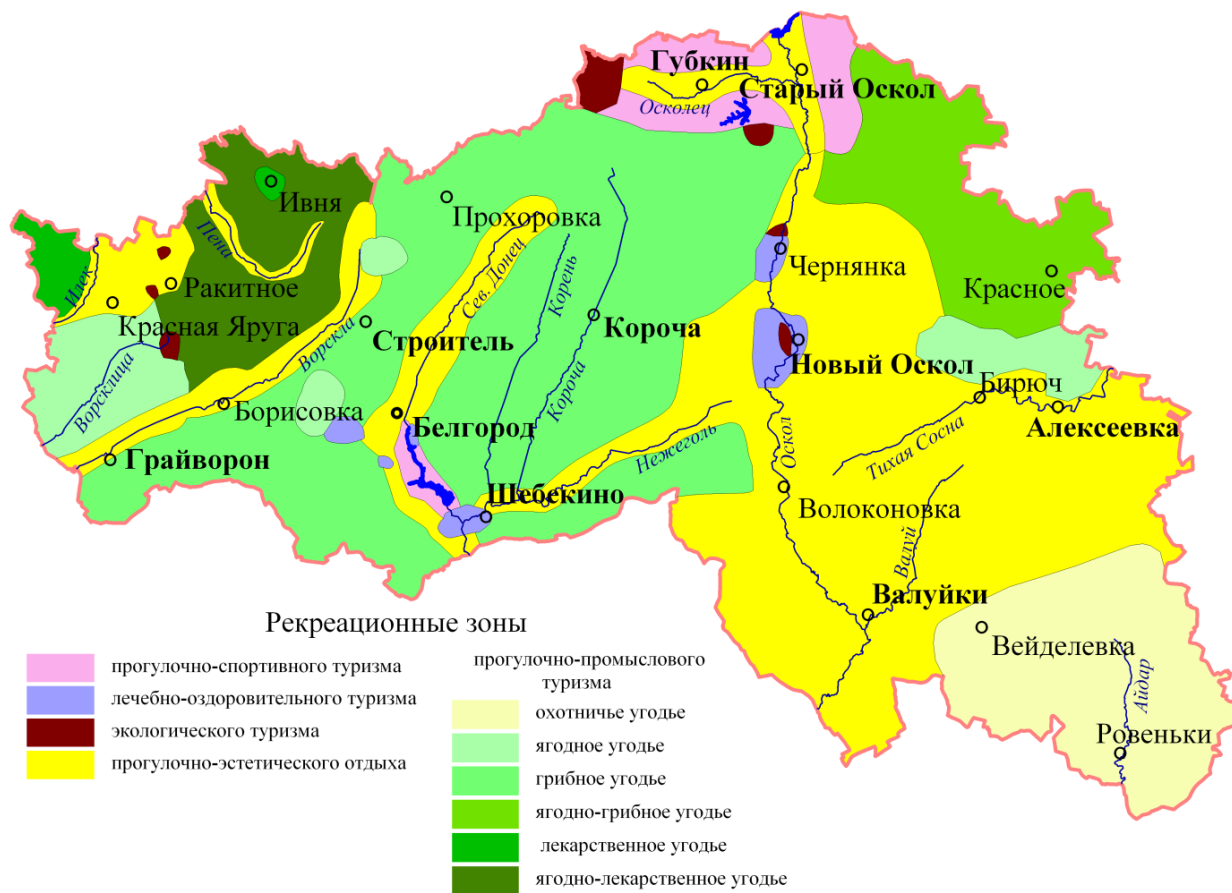 Губкин
Старый Оскол
Осколец
Ивня
Прохоровка
Пена
Сев. Донец
Корень
Чернянка
Илек
Ракитное
Красное
Красная Яруга
Ворскла
Строитель
Короча
Новый Оскол
Ворсклица
Борисовка
Короча
Бирюч
Белгород
Алексеевка
Грайворон
Нежеголь
Оскол
Тихая Сосна
Шебекино
Волоконовка
Валуй
Валуйки
Вейделевка
Айдар
Ровеньки
Рекреационные зоны
прогулочно-спортивного туризма
лечебно-оздоровительного туризма
экологического туризма
прогулочно-эстетического отдыха
прогулочно-промыслового
туризма
охотничье угодье
ягодное угодье
грибное угодье
ягодно-грибное угодье
лекарственное угодье
ягодно-лекарственное угодье